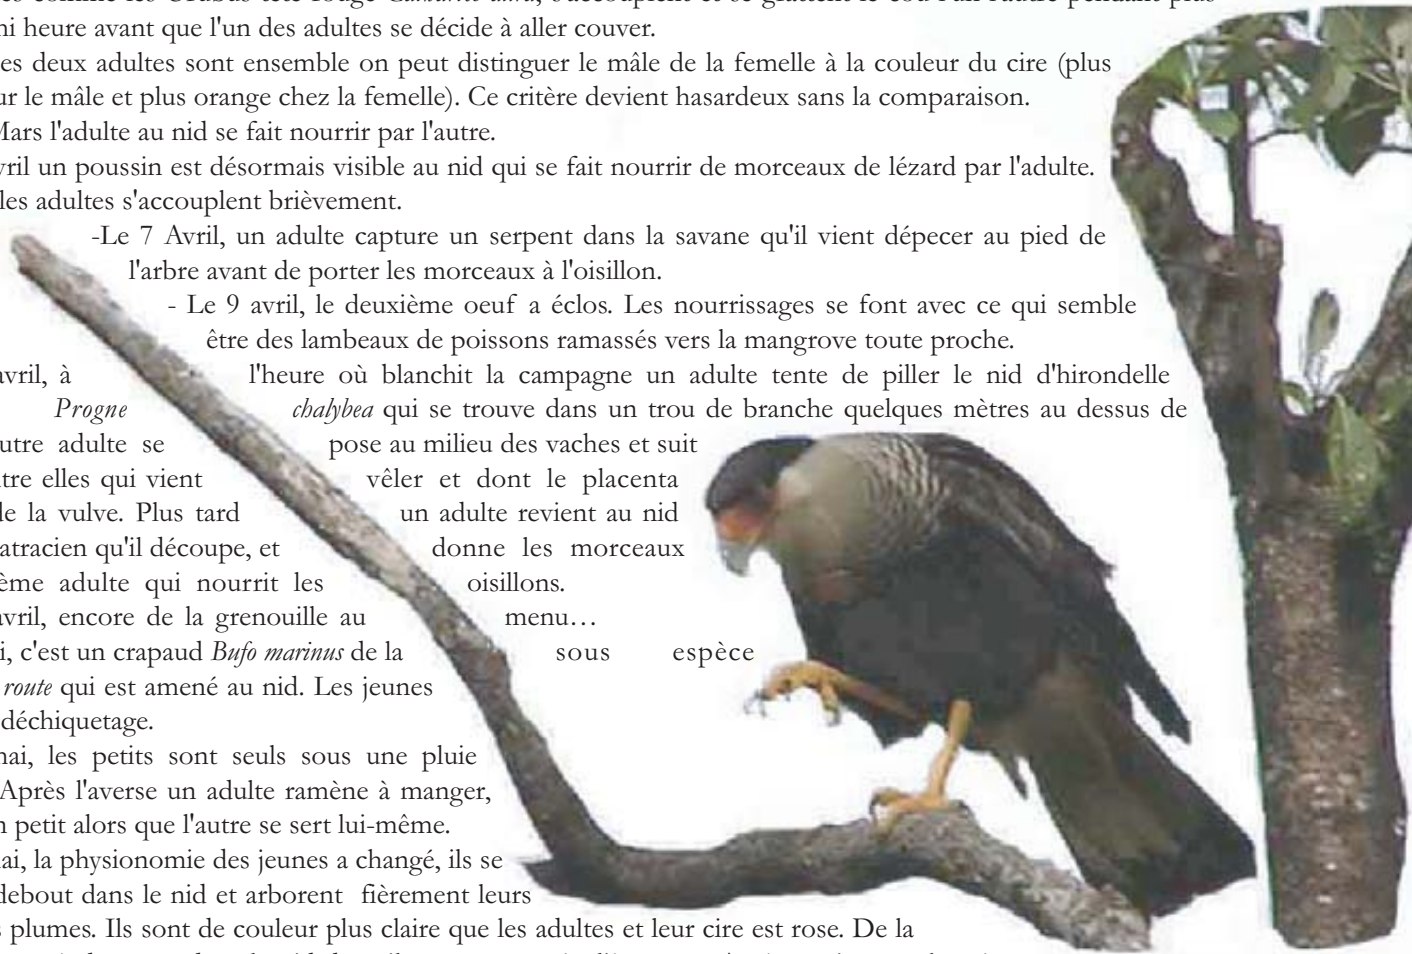 comme les Urubus tête rouge
heure avant que l'un des adultes se décide à aller couver.
deux adultes sont ensemble on peut distinguer le mâle de la femelle à la couleur du cire (plus
le mâle et plus orange chez la femelle). Ce critère devient hasardeux sans la comparaison.
Mars l'adulte au nid se fait nourrir par l'autre.
un poussin est désormais visible au nid qui se fait nourrir de morceaux de lézard par l'adulte.
les adultes s'accouplent brièvement.
-Le 7 Avril, un adulte capture un serpent dans la savane qu'il vient dépecer au pied de
l'arbre avant de porter les morceaux à l'oisillon.
- Le 9 avril, le deuxième oeuf a éclos. Les nourrissages se font avec ce qui semble
être des lambeaux de poissons ramassés vers la mangrove toute proche.
avril, à l'heure où blanchit la campagne un adulte tente de piller le nid d'hirondelle
Progne chalybea qui se trouve dans un trou de branche quelques mètres au dessus de
adulte se pose au milieu des vaches et suit
elles qui vient vêler et dont le placenta
de la vulve. Plus tard un adulte revient au nid
qu'il découpe, et donne les morceaux
adulte qui nourrit les oisillons.
avril, encore de la grenouille au menu…
c'est un crapaud Bufo marinus de la sous espèce
route qui est amené au nid. Les jeunes
déchiquetage.
les petits sont seuls sous une pluie
Après l'averse un adulte ramène à manger,
petit alors que l'autre se sert lui-même.
la physionomie des jeunes a changé, ils se
debout dans le nid et arborent fièrement leurs
plumes. Ils sont de couleur plus claire que les adultes et leur cire est rose. De la